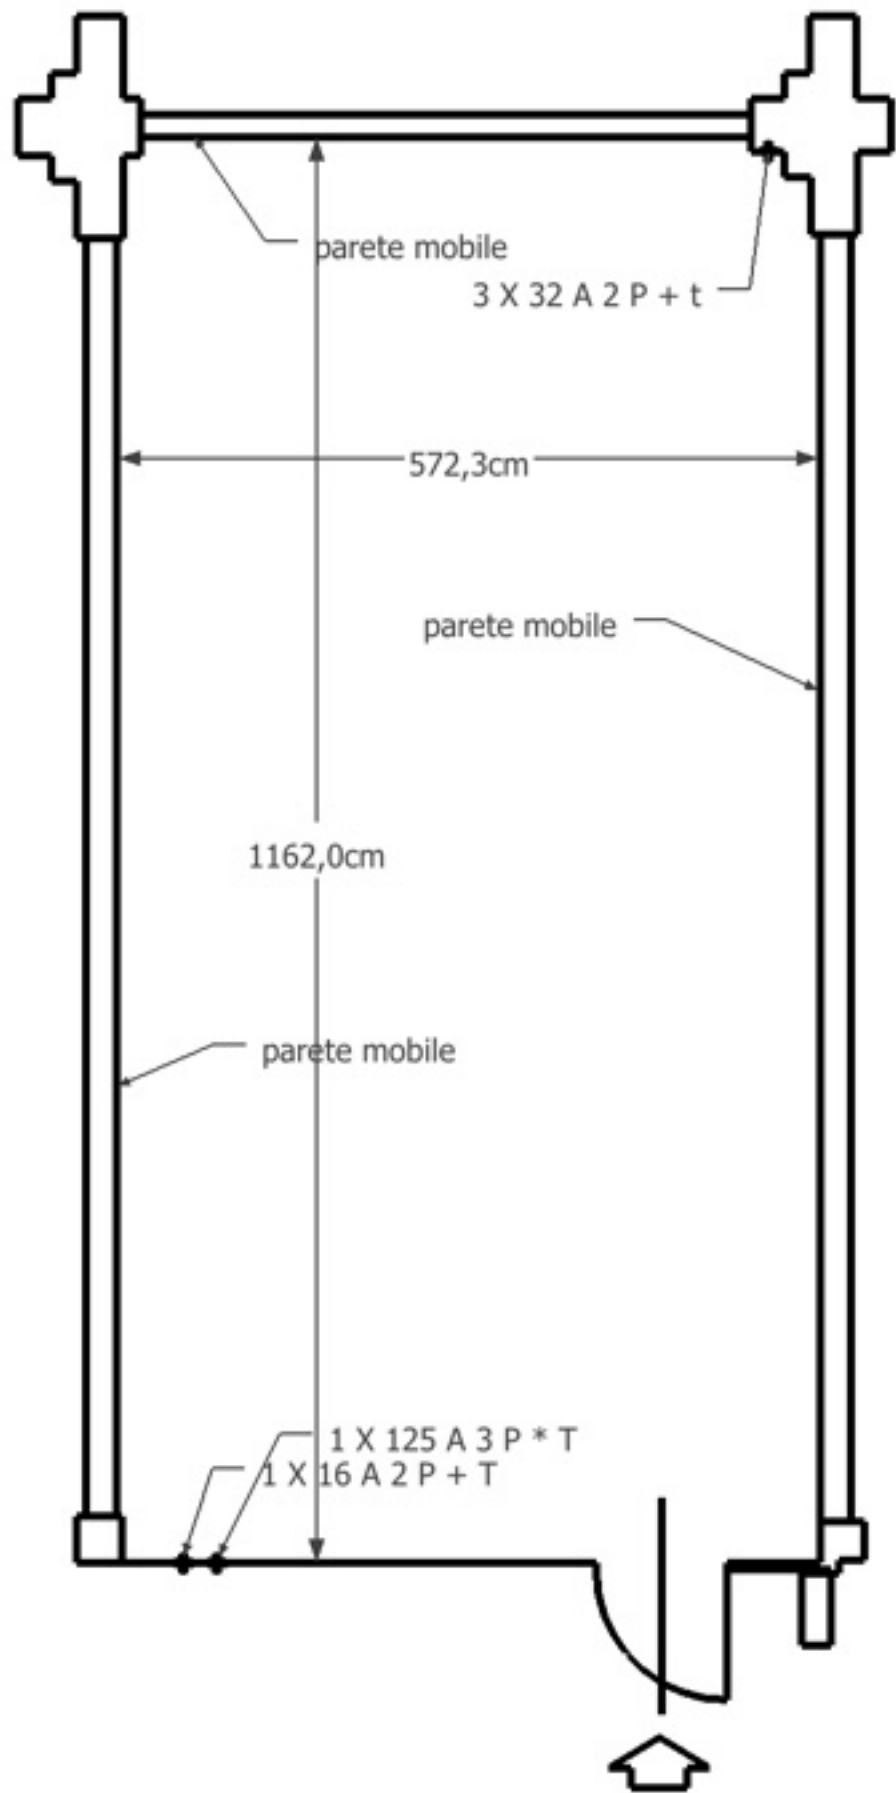 parete mobile
3 X 32 A 2 P + t
572,3cm
parete mobile
1162,0cm
parete mobile
1 X 125 A 3 P * T
1 X 16 A 2 P + T